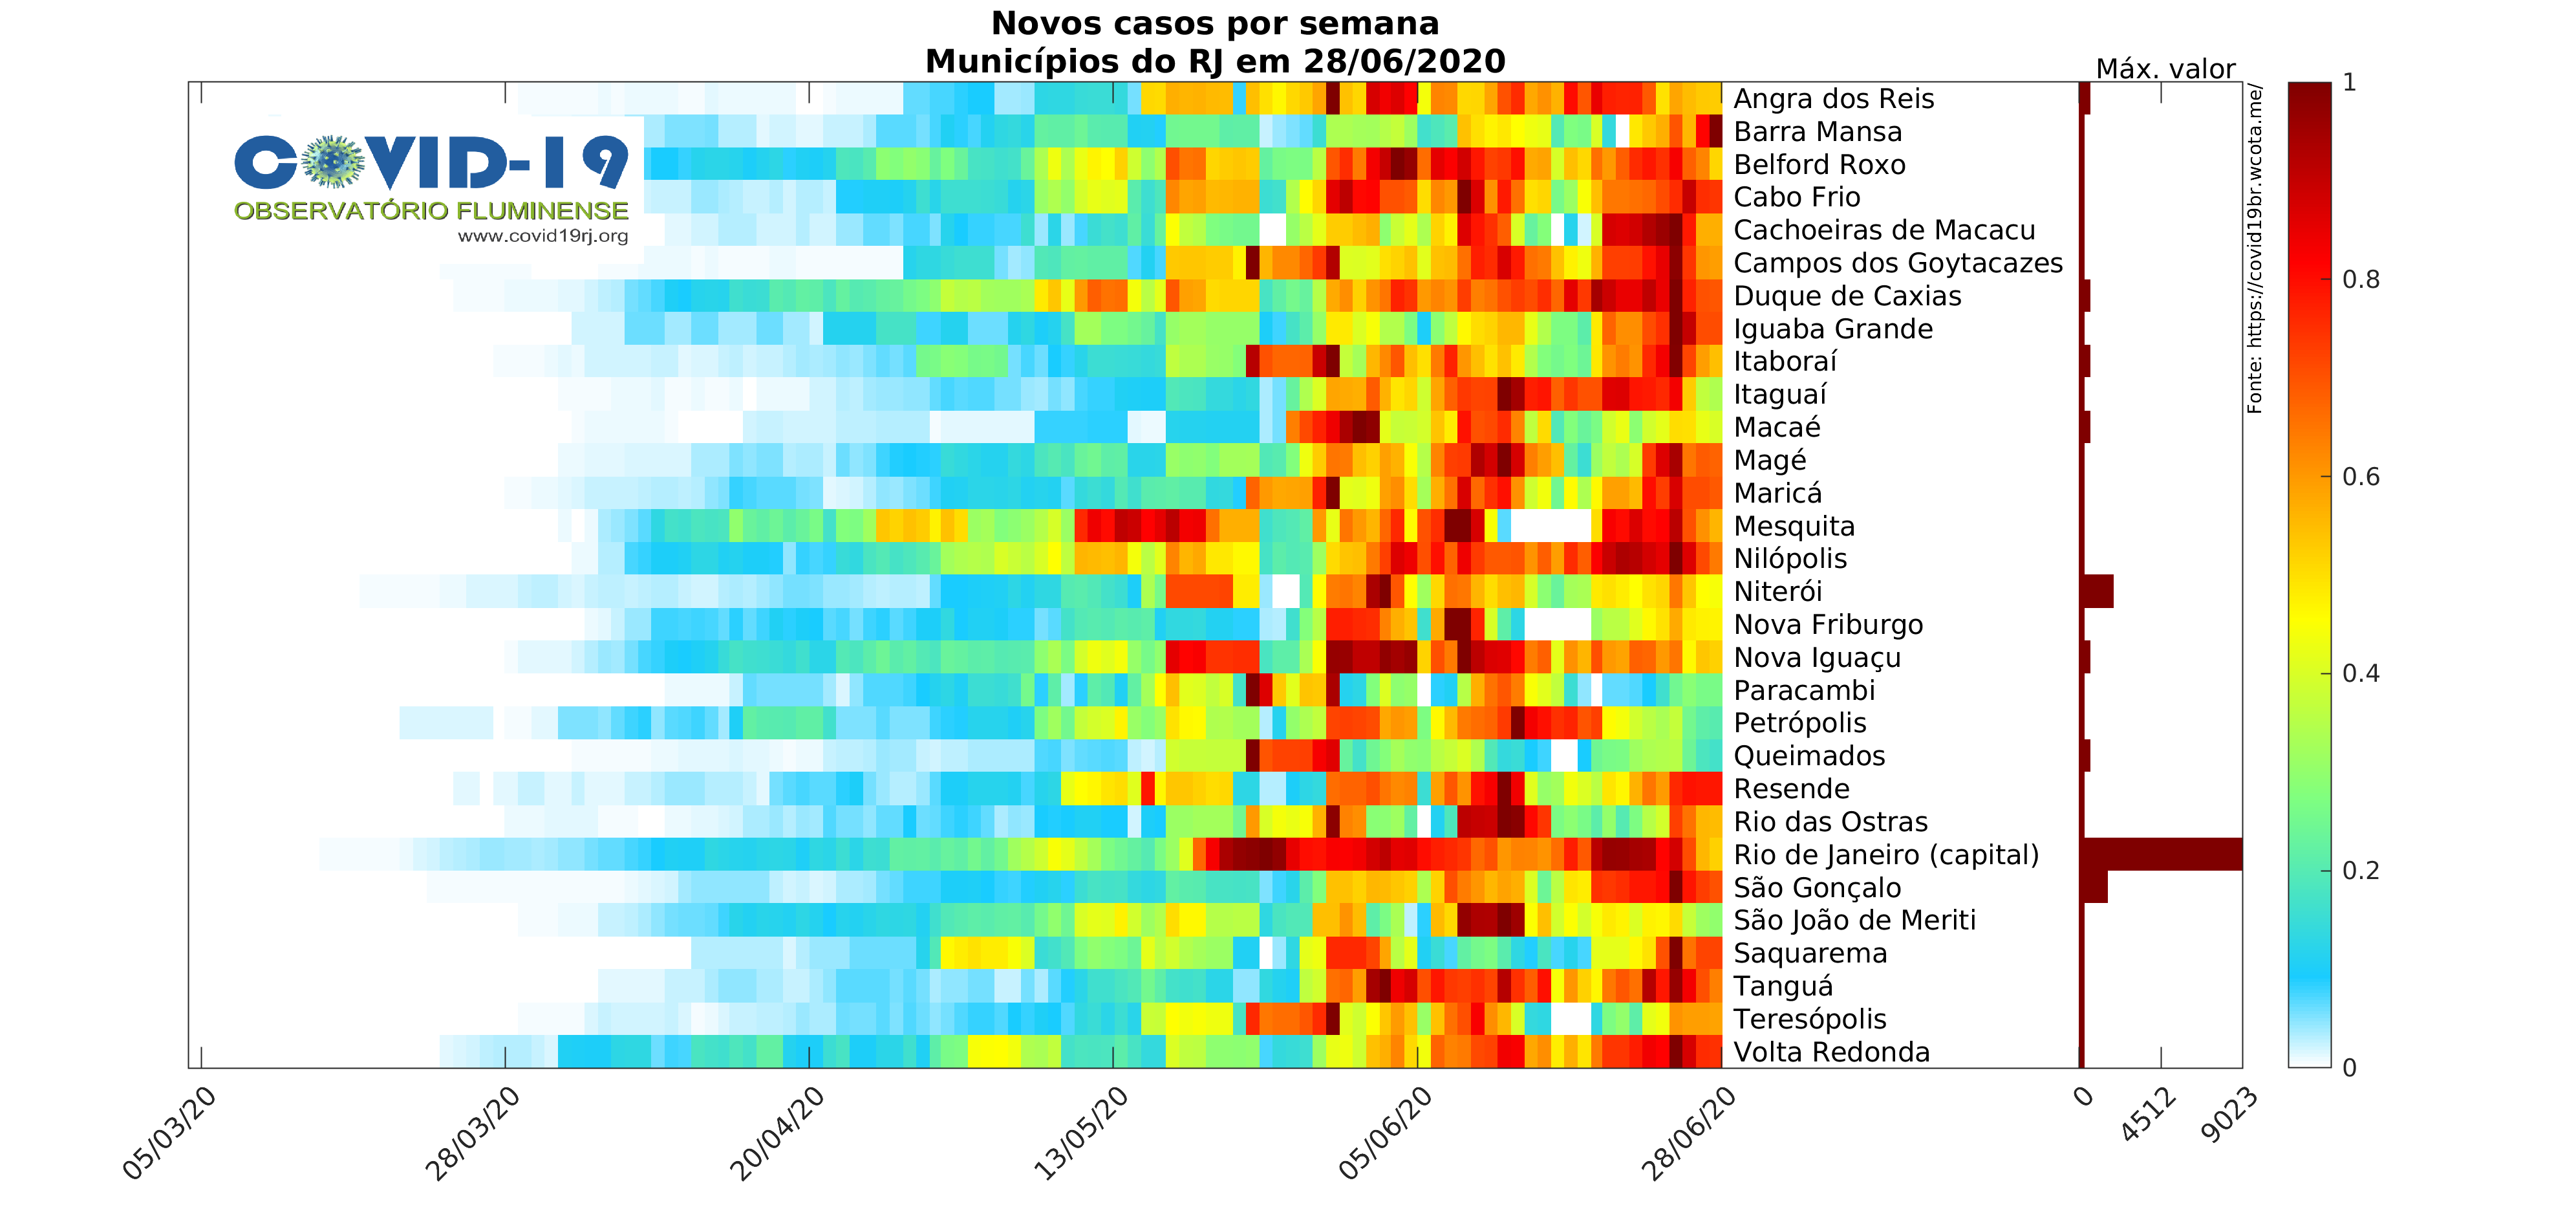 Novos casos por semana
Municípios do RJ em 28/06/2020
Máx. valor
COVID-19
OBSERVATÓRIO FLUMINENSE
www.covid19rj.org
Angra dos Reis
Barra Mansa
Belford Roxo
Cabo Frio
Cachoeiras de Macacu
Campos dos Goytacazes
Duque de Caxias
Iguaba Grande
Itaboraí
Itaguaí
Macaé
Magé
Maricá
Mesquita
Nilópolis
Niterói
Nova Friburgo
Nova Iguaçu
Paracambi
Petrópolis
Queimados
Resende
Rio das Ostras
Rio de Janeiro (capital)
São Gonçalo
São João de Meriti
Saquarema
Tanguá
Teresópolis
Volta Redonda
Fonte: https://covid19br.wcota.me/
1
0.8
0.6
0.4
0.2
0
05/03/20
28/03/20
20/04/20
13/05/20
05/06/20
28/06/20
0
4512
9023